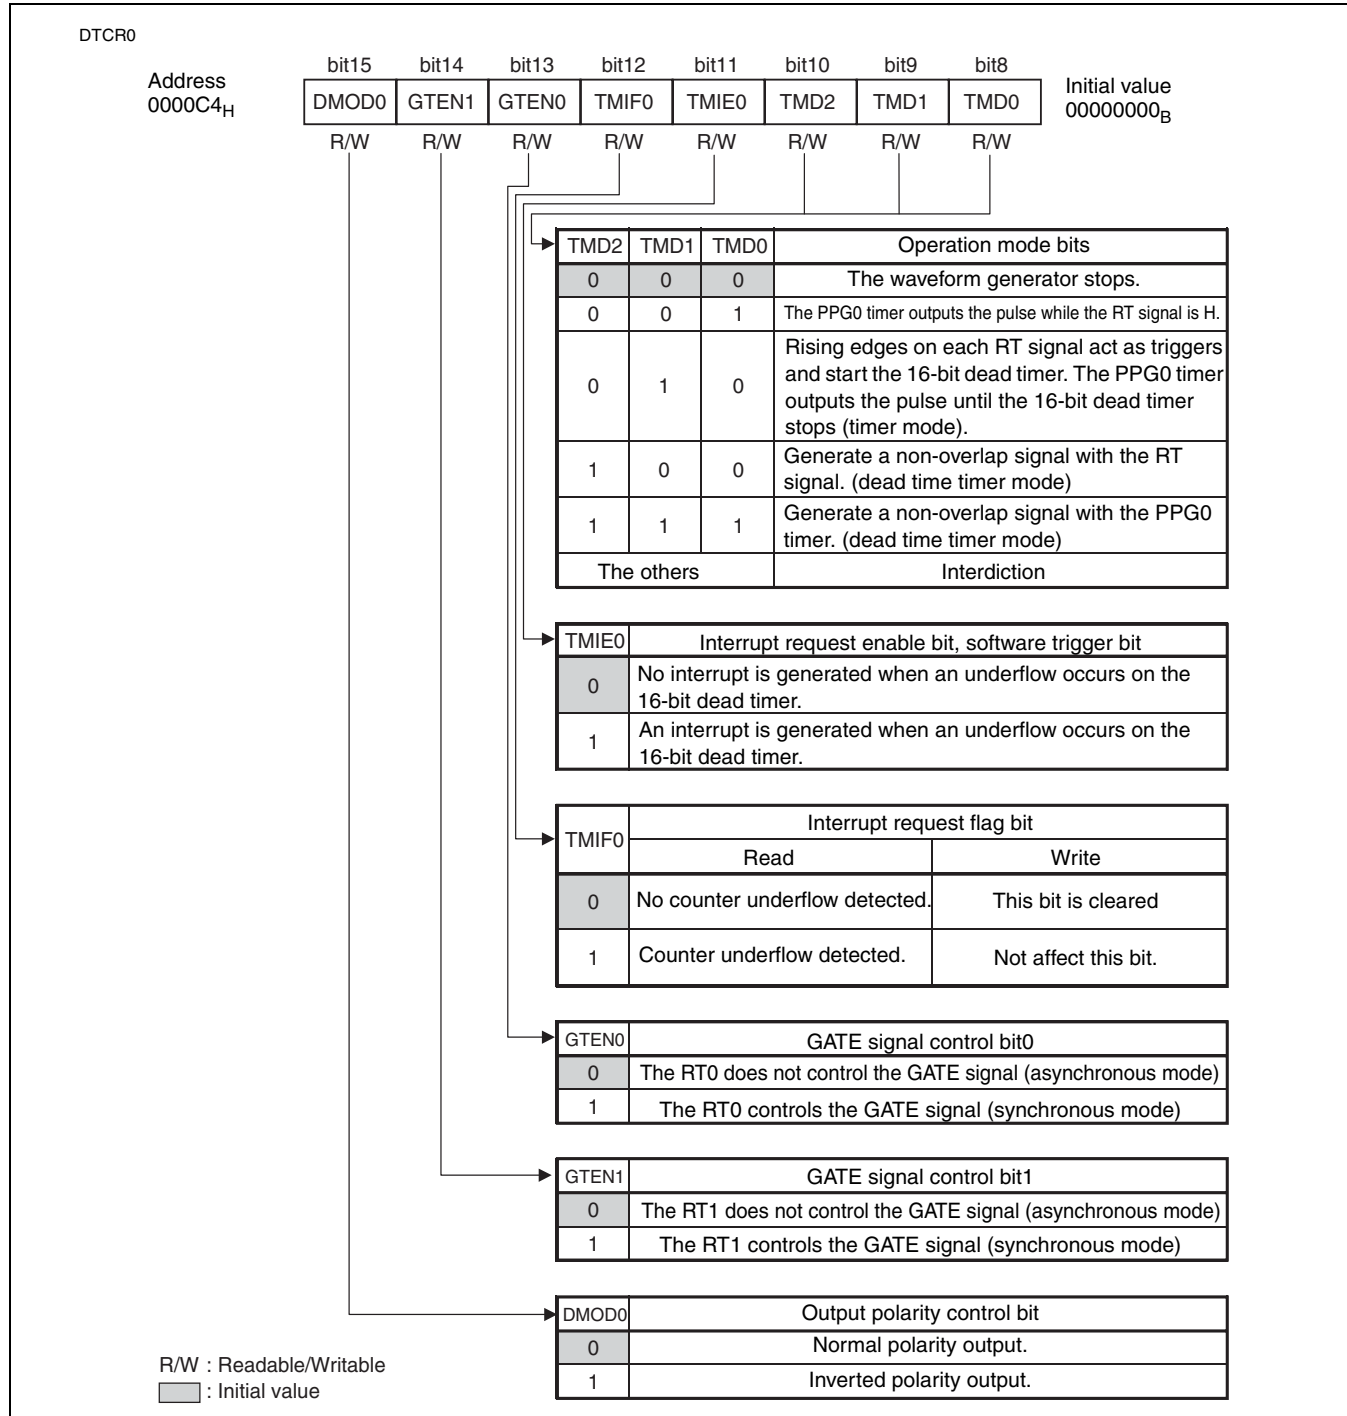 DTCR0
bit15 bit14 bit13 bit12 bit11 bit10 bit9 bit8
Address
0000C4H
DMOD0 GTEN1 GTEN0 TMIF0 TMIE0 TMD2 TMD1 TMD0
Initial value
00000000B
R/W R/W R/W R/W R/W R/W R/W R/W
TMD2 TMD1 TMD0 Operation mode bits
0 0 0 The waveform generator stops.
0 0 1 The PPG0 timer outputs the pulse while the RT signal is H.
0 1 0 Rising edges on each RT signal act as triggers
and start the 16-bit dead timer. The PPG0 timer
outputs the pulse until the 16-bit dead timer
stops (timer mode).
1 0 0 Generate a non-overlap signal with the RT
signal. (dead time timer mode)
1 1 1 Generate a non-overlap signal with the PPG0
timer. (dead time timer mode)
The others Interdiction
TMIE0 Interrupt request enable bit, software trigger bit
0 No interrupt is generated when an underflow occurs on the
16-bit dead timer.
1 An interrupt is generated when an underflow occurs on the
16-bit dead timer.
TMIF0 Interrupt request flag bit
Read Write
0 No counter underflow detected. This bit is cleared
1 Counter underflow detected. Not affect this bit.
GTEN0 GATE signal control bit0
0 The RT0 does not control the GATE signal (asynchronous mode)
1 The RT0 controls the GATE signal (synchronous mode)
GTEN1 GATE signal control bit1
0 The RT1 does not control the GATE signal (asynchronous mode)
1 The RT1 controls the GATE signal (synchronous mode)
DMOD0 Output polarity control bit
0 Normal polarity output.
1 Inverted polarity output.
R/W : Readable/Writable
: Initial value